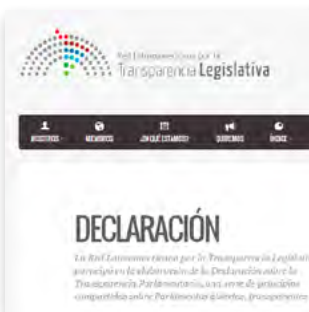 Red Latinoamericana por la
Transparencia Legislativa
NOSOTROS MIEMBROS ¿EN QUÉ ESTAMOS? QUEREMOS ÍNDICE
DECLARACIÓN
La Red Latinoamericana por la Transparencia Legislati
participó en la elaboración de la Declaración sobre la
Transparencia Parlamentaria, una serie de principios
compartidos sobre Parlamentos abiertos, transparentes